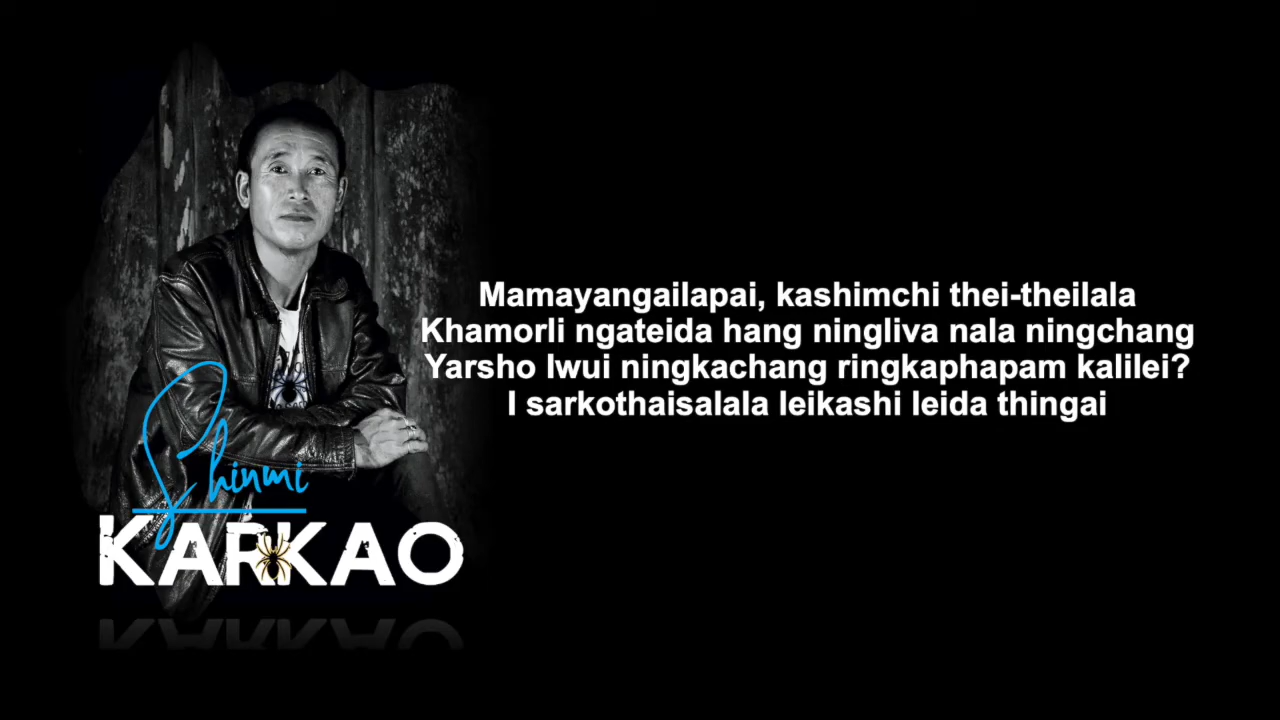 Mamayangailapai, kashimchi thei-theilala
Khamorli ngateida hang ningliva nala ningchang
Yarsho Iwui ningkachang ringkaphapam kalilei?
I sarkothaisalala leikashi leida thingai
Shinmi
KARKAO